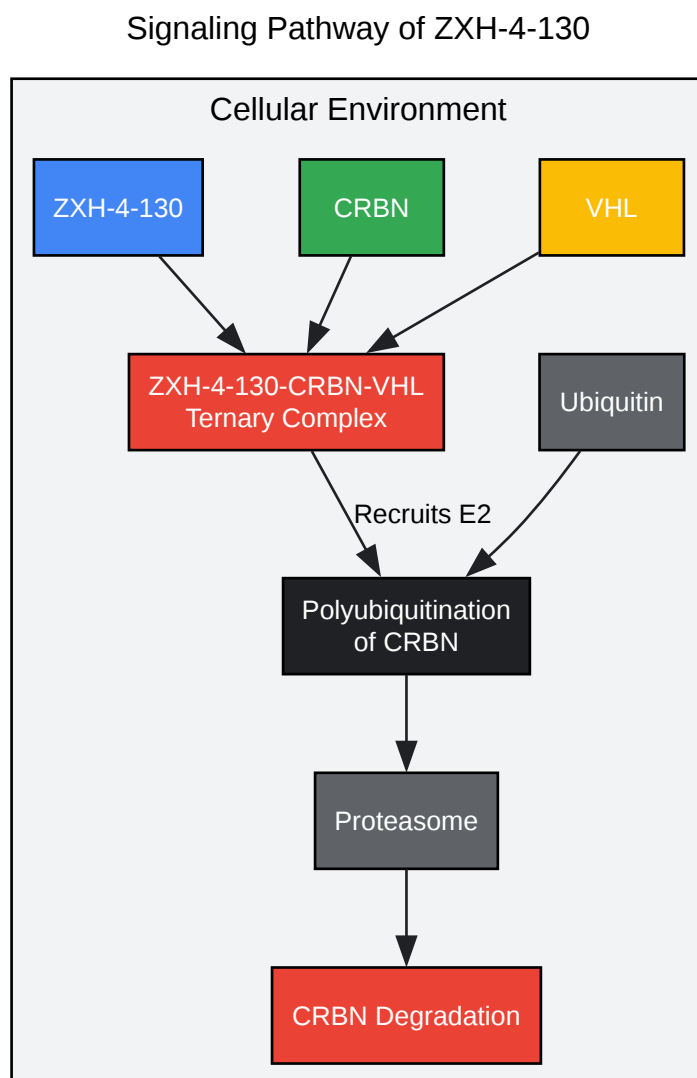 Signaling Pathway of ZXH-4-130
Cellular Environment
ZXH-4-130
CRBN
VHL
ZXH-4-130-CRBN-VHL
Ternary Complex
Ubiquitin
Recruits E2
Polyubiquitination
of CRBN
Proteasome
CRBN Degradation